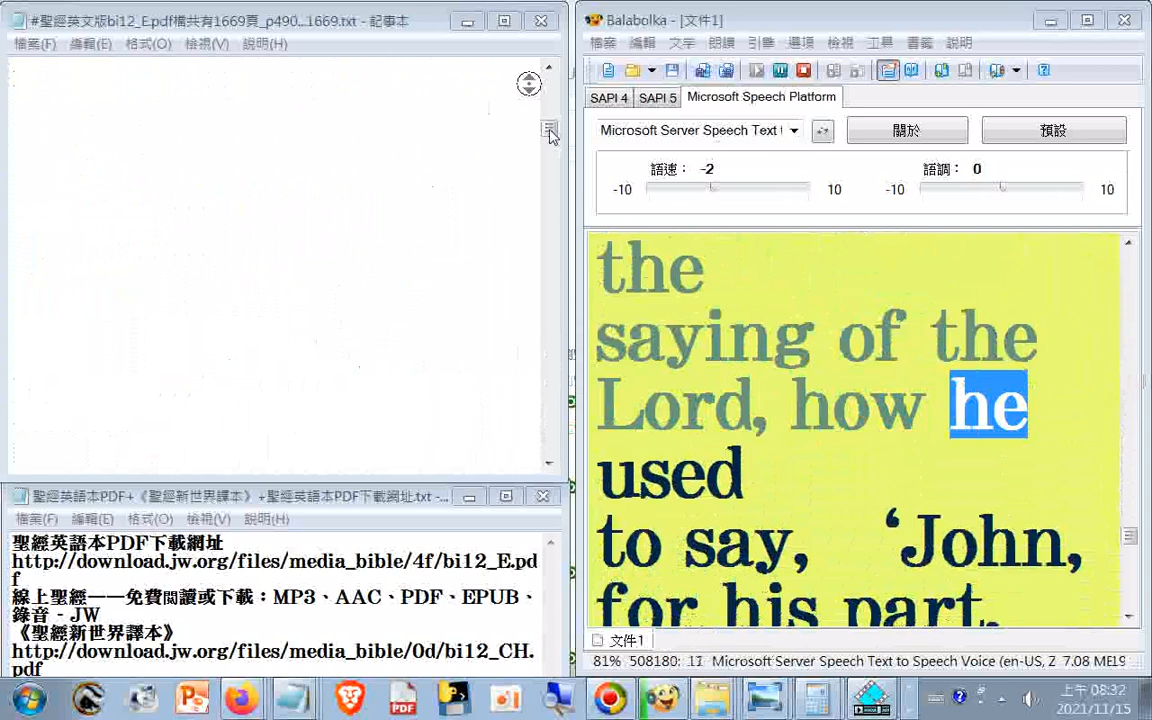 #聖經英文版bi12_E.pdf檔共有1669頁_p490...1669.txt - 記事本
檔案(F) 編輯(E) 格式(O) 檢視(V) 說明(H)
聖經英語本PDF+《聖經新世界譯本》+聖經英語本PDF下載網址.txt -...
檔案(F) 編輯(E) 格式(O) 檢視(V) 說明(H)
聖經英語本PDF下載網址
http://download.jw.org/files/media_bible/4f/bi12_E.pd
f
線上聖經——免費閱讀或下載：MP3、AAC、PDF、EPUB、
錄音 - JW
《聖經新世界譯本》
http://download.jw.org/files/media_bible/0d/bi12_CH.
pdf
Balabolka - [文件1]
檔案 編輯 文字 朗讀 引擎 選項 檢視 工具 書籤 說明
SAPI 4 SAPI 5 Microsoft Speech Platform
Microsoft Server Speech Text 關於 預設
語速： -2 語調： 0
-10 10 -10 10
the
saying of the
Lord, how he
used
to say, ‘John,
for his part,
文件1
81% 508180: 17 Microsoft Server Speech Text to Speech Voice (en-US, Z 7.08 ME19
上午 08:32
2021/11/15